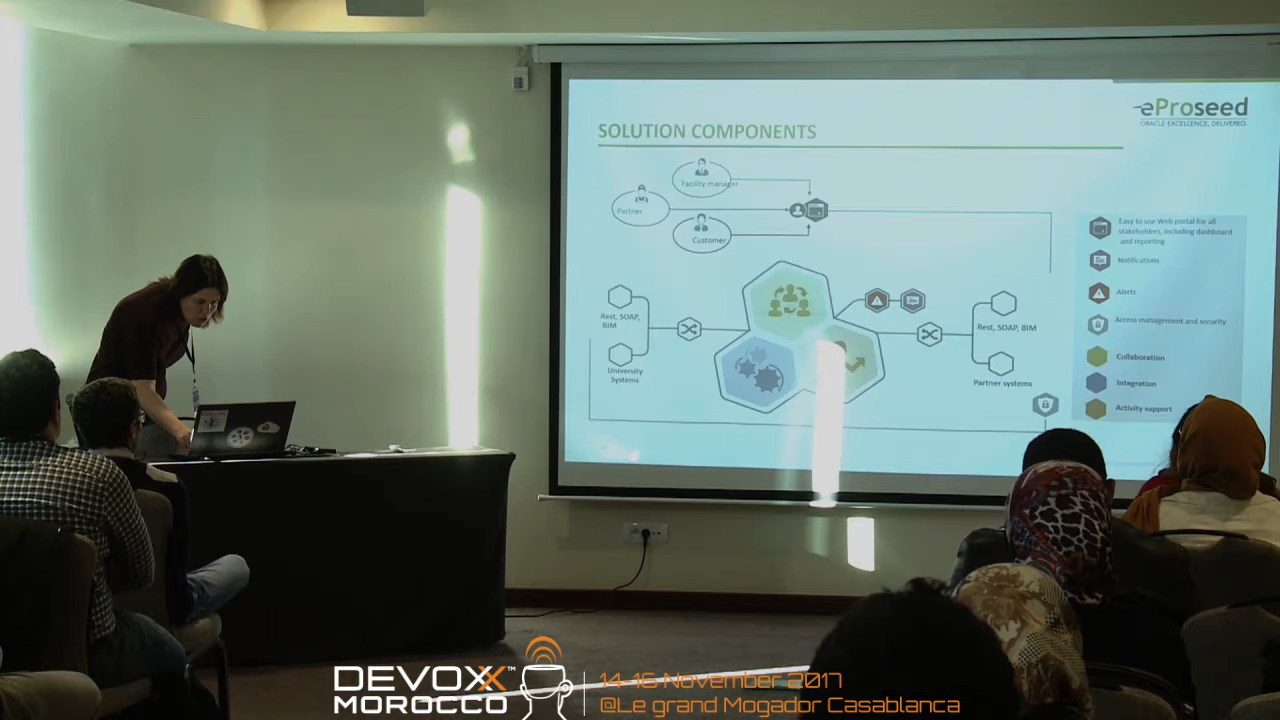 eProseed
ORACLE EXCELLENCE, DELIVERED.
SOLUTION COMPONENTS
Facility manager
Partner
Customer
Easy to use Web portal for all
stakeholders, including dashboard
and reporting
Notifications
Alerts
Access management and security
Collaboration
Integration
Activity support
Rest, SOAP,
BIM
University
Systems
Rest, SOAP, BIM
Partner systems
DEVOXX™
MOROCCO
14-16 November 2017
@Le grand Mogador Casablanca